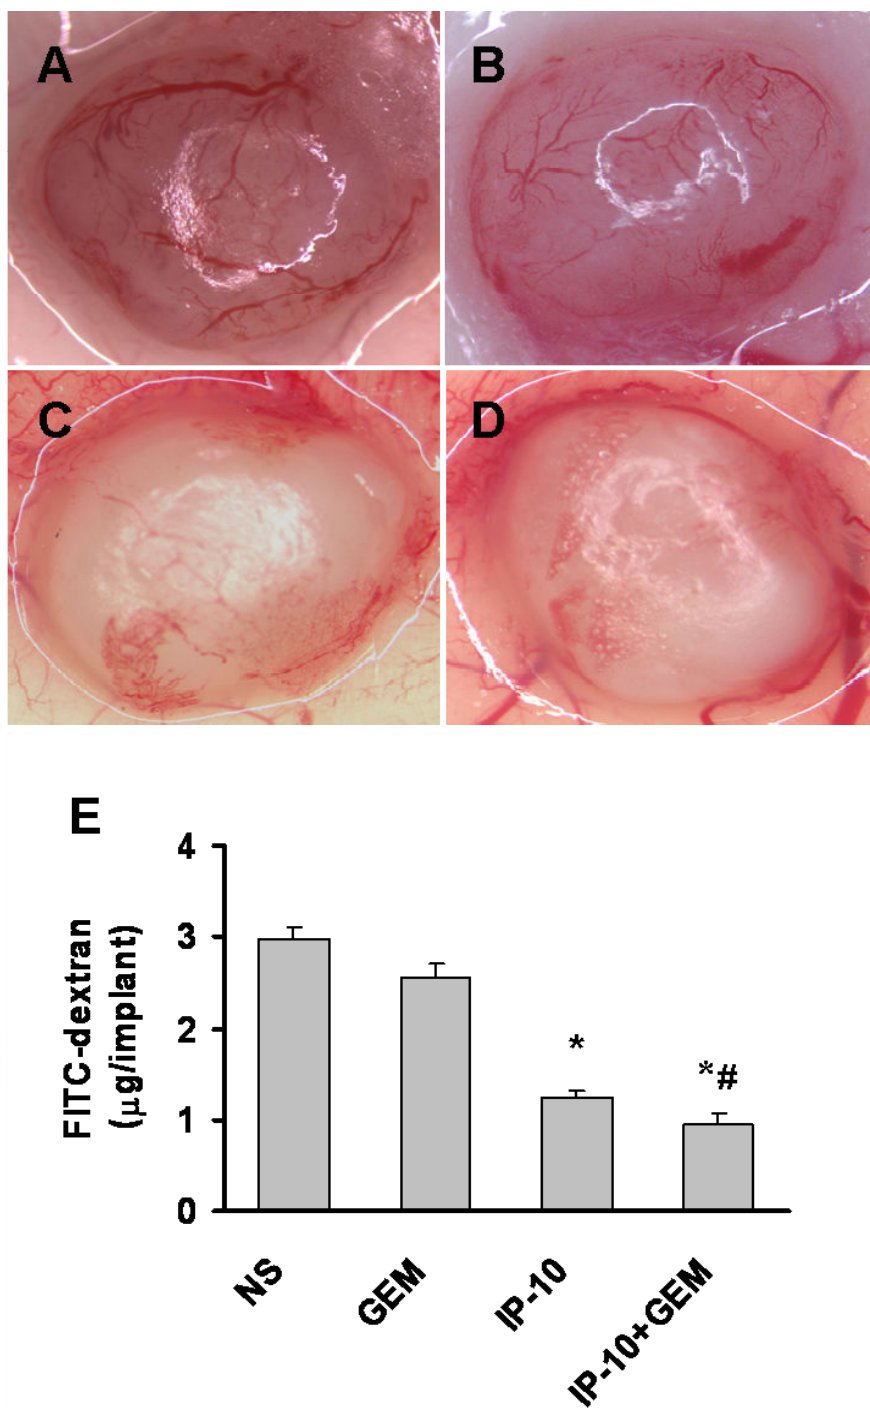 A
B
C
D
E
FITC-dextran
(μg/implant)
4
3
2
1
0
*
*#
NS
GEM
IP-10
IP-10+GEM